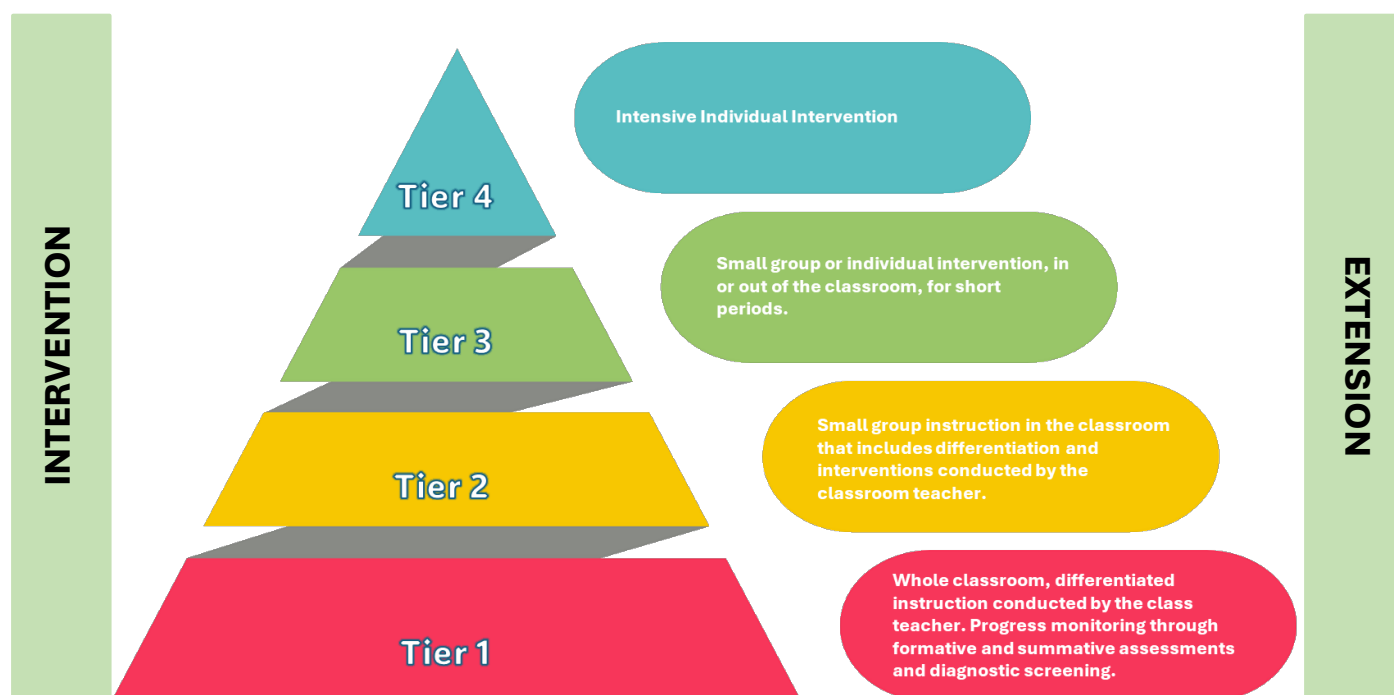 INTERVENTION
Tier 4
Intensive Individual Intervention
Tier 3
Small group or individual intervention, in
or out of the classroom, for short
periods.
Tier 2
Small group instruction in the classroom
that includes differentiation and
interventions conducted by the
classroom teacher.
Tier 1
Whole classroom, differentiated
instruction conducted by the class
teacher. Progress monitoring through
formative and summative assessments
and diagnostic screening.
EXTENSION